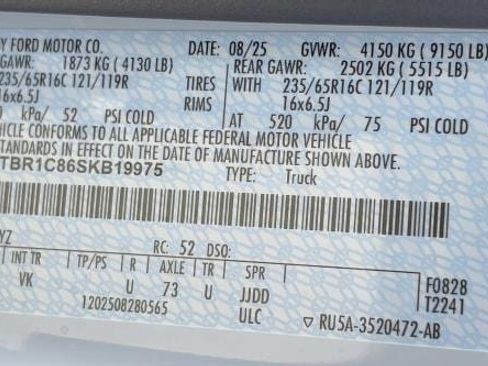 Y FORD MOTOR CO. DATE: 08/25 GVWR: 4150 KG ( 9150 LB)
GAWR: 1873 KG ( 4130 LB) REAR GAWR: 2502 KG ( 5515 LB)
235/65R16C 121/119R TIRES WITH 235/65R16C 121/119R
16x6.5J RIMS 16x6.5J
kPa/ 52 PSI COLD AT 520 kPa/ 75 PSI COLD
VEHICLE CONFORMS TO ALL APPLICABLE FEDERAL MOTOR VEHICLE
STANDARDS IN EFFECT ON DATE OF MANUFACTURE SHOWN ABOVE
TBR1C86SKB19975 TYPE: Truck
YZ RC: 52 DSO:
INT TR TP/PS R AXLE TR SPR F0828
VK U 73 U JJDD T2241
1202508280565 ULC ▽ RU5A-3520472-AB